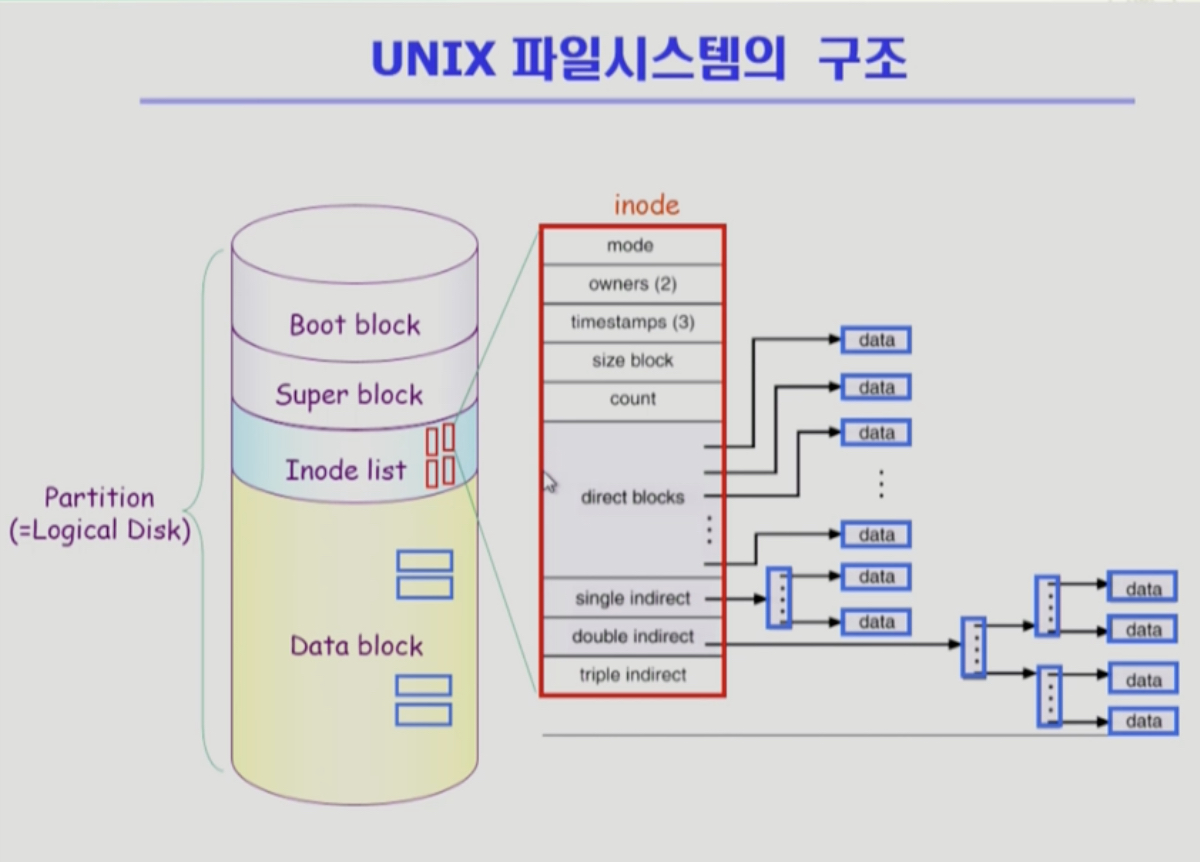 UNIX 파일시스템의 구조
Partition
(=Logical Disk)
Boot block
Super block
Inode list
Data block
inode
mode
owners (2)
timestamps (3)
size block
count
direct blocks
single indirect
double indirect
triple indirect
data
data
data
data
data
data
data
data
data
data